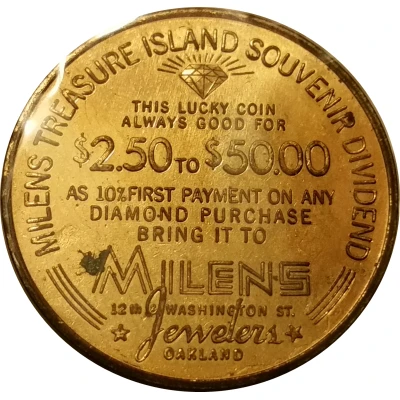 MILENS TREASURE ISLAND SOUVENIR DIVIDEND
THIS LUCKY COIN
ALWAYS GOOD FOR
$2.50 TO $50.00
AS 10% FIRST PAYMENT ON ANY
DIAMOND PURCHASE
BRING IT TO
MILENS
12th & WASHINGTON ST.
Jewelers
OAKLAND